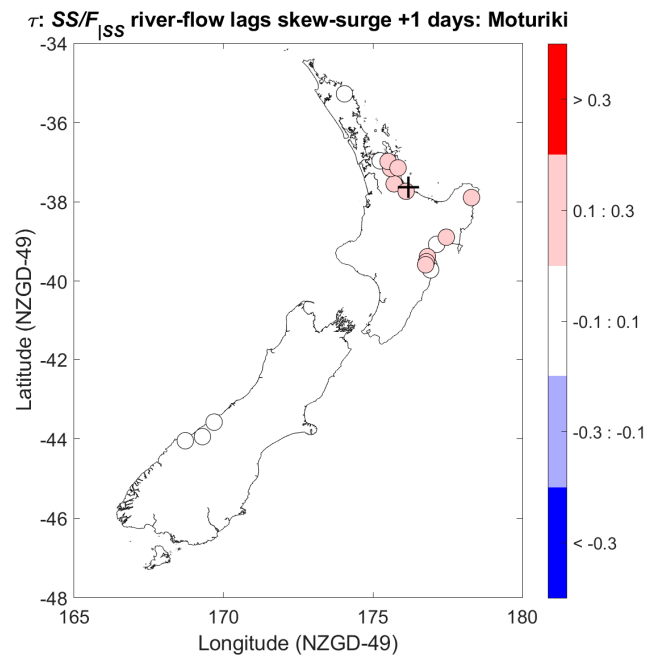 τ: SS/F|SS river-flow lags skew-surge +1 days: Moturiki
-34
-36
-38
-40
-42
-44
-46
-48
165
170
175
180
Latitude (NZGD-49)
Longitude (NZGD-49)
> 0.3
0.1 : 0.3
-0.1 : 0.1
-0.3 : -0.1
< -0.3